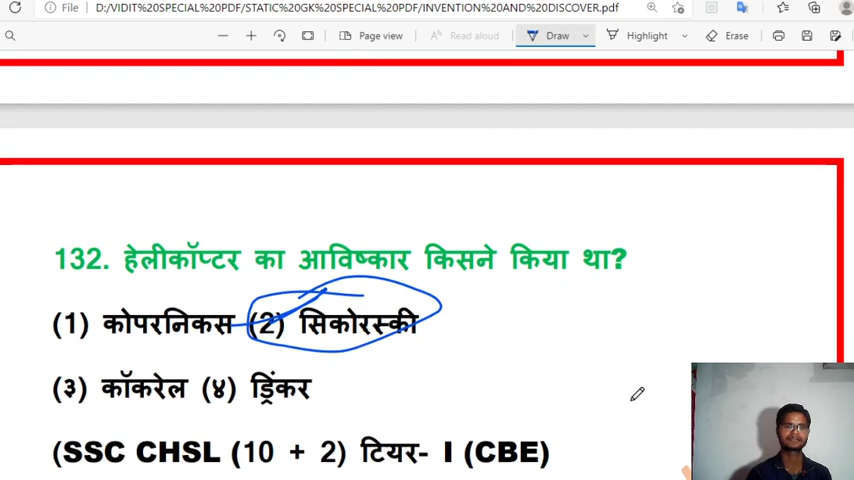 File D:/VIDIT%20SPECIAL%20PDF/STATIC%20GK%20SPECIAL%20PDF/INVENTION%20AND%20DISCOVER.pdf
Page view Read aloud Draw Highlight Erase
132. हेलीकॉप्टर का आविष्कार किसने किया था?
(1) कोपरनिकस (2) सिकोरस्की
(३) कॉकरेल (४) ड्रिंकर
(SSC CHSL (10 + 2) टियर- I (CBE)